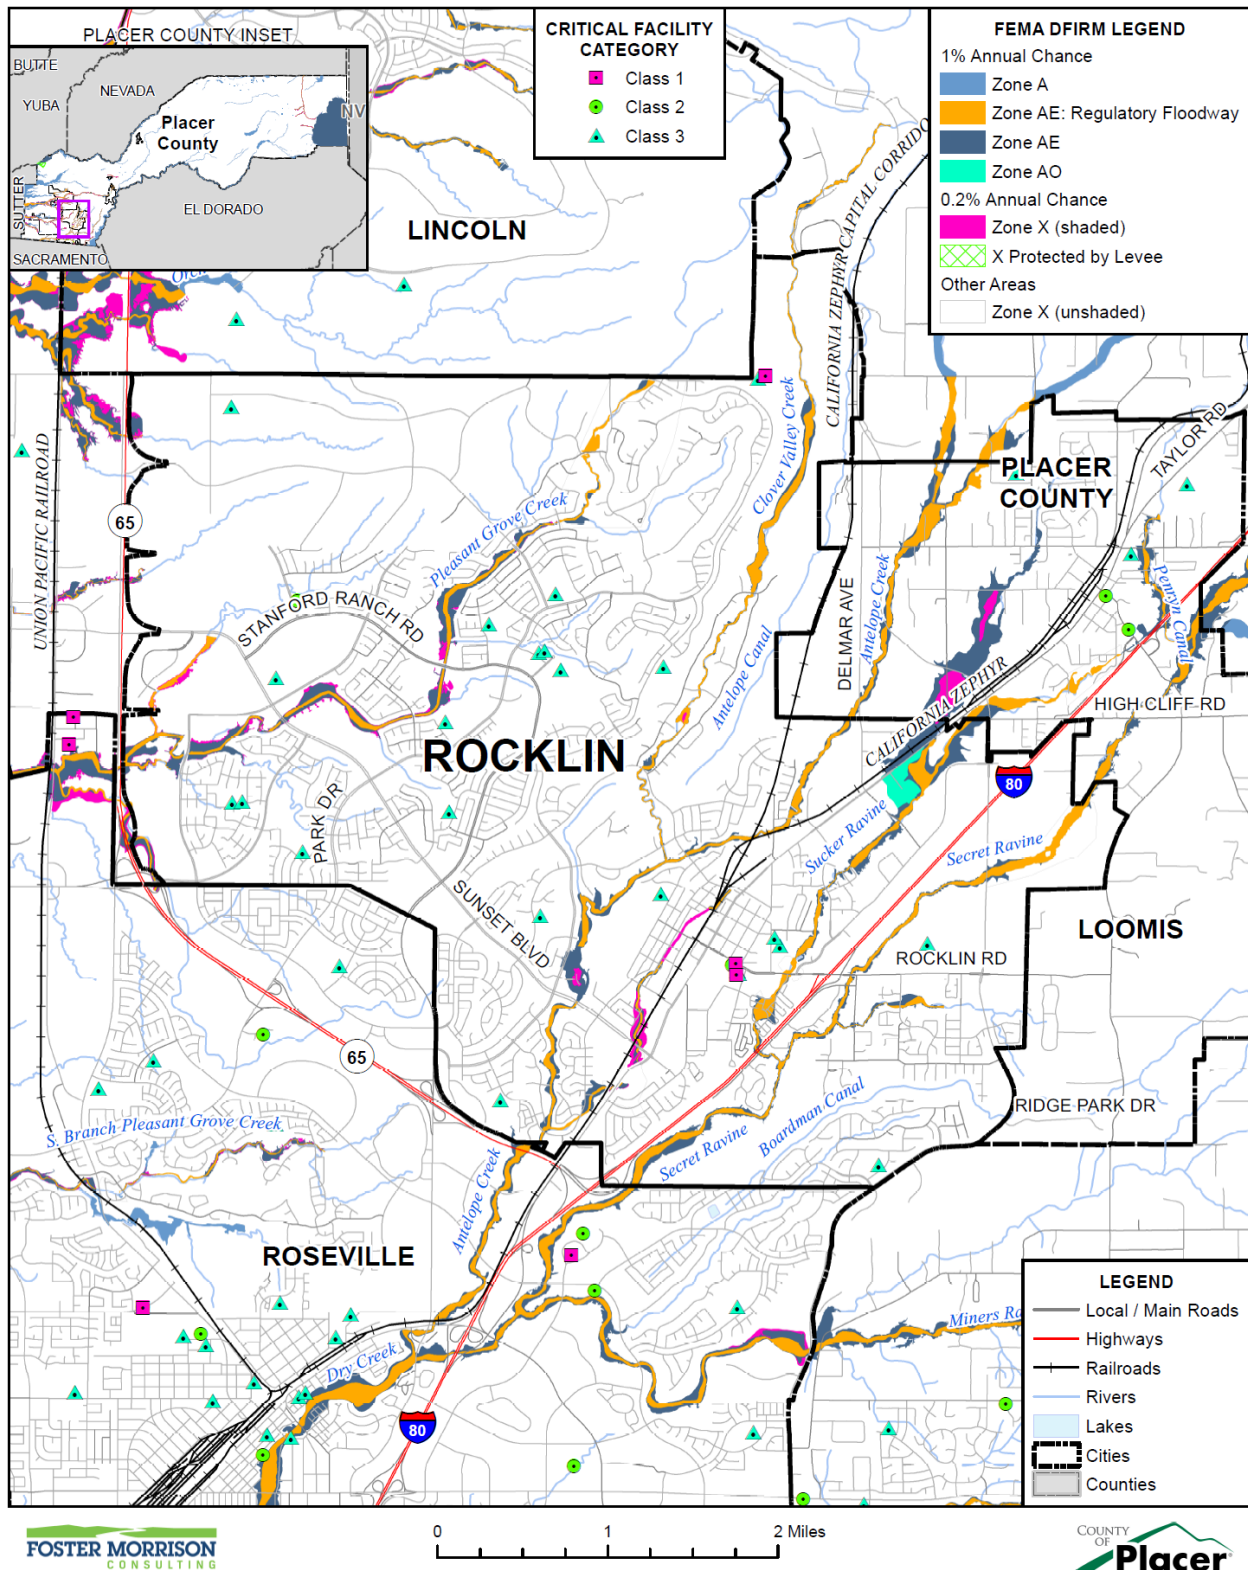 PLACER COUNTY INSET
BUTTE
YUBA
NEVADA
NV
Placer
County
SUTTER
EL DORADO
SACRAMENTO
CRITICAL FACILITY
CATEGORY
Class 1
Class 2
Class 3
FEMA DFIRM LEGEND
1% Annual Chance
Zone A
Zone AE: Regulatory Floodway
Zone AE
Zone AO
0.2% Annual Chance
Zone X (shaded)
X Protected by Levee
Other Areas
Zone X (unshaded)
LINCOLN
CALIFORNIA ZEPHYR/CAPITAL CORRIDO
CALIFORNIA ZEPHYR
Clover Valley Creek
TAYLOR RD
PLACER
COUNTY
UNION PACIFIC RAILROAD
65
Pleasant Grove Creek
STANFORD RANCH RD
Antelope Canal
DELMAR AVE
Antelope Creek
Penryn Canal
HIGH CLIFF RD
CALIFORNIA ZEPHYR
ROCKLIN
80
PARK DR
Sucker Ravine
Secret Ravine
SUNSET BLVD
LOOMIS
ROCKLIN RD
65
S. Branch Pleasant Grove Creek
Boardman Canal
RIDGE PARK DR
Secret Ravine
Antelope Creek
ROSEVILLE
Miners Ra
Dry Creek
80
LEGEND
Local / Main Roads
Highways
Railroads
Rivers
Lakes
Cities
Counties
FOSTER MORRISON
CONSULTING
0 1 2 Miles
COUNTY
OF
Placer